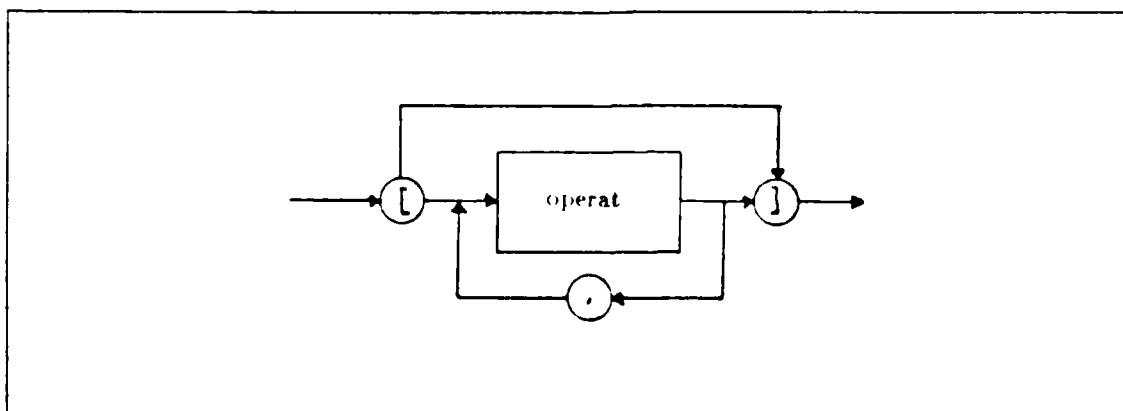 [
operat
]
,